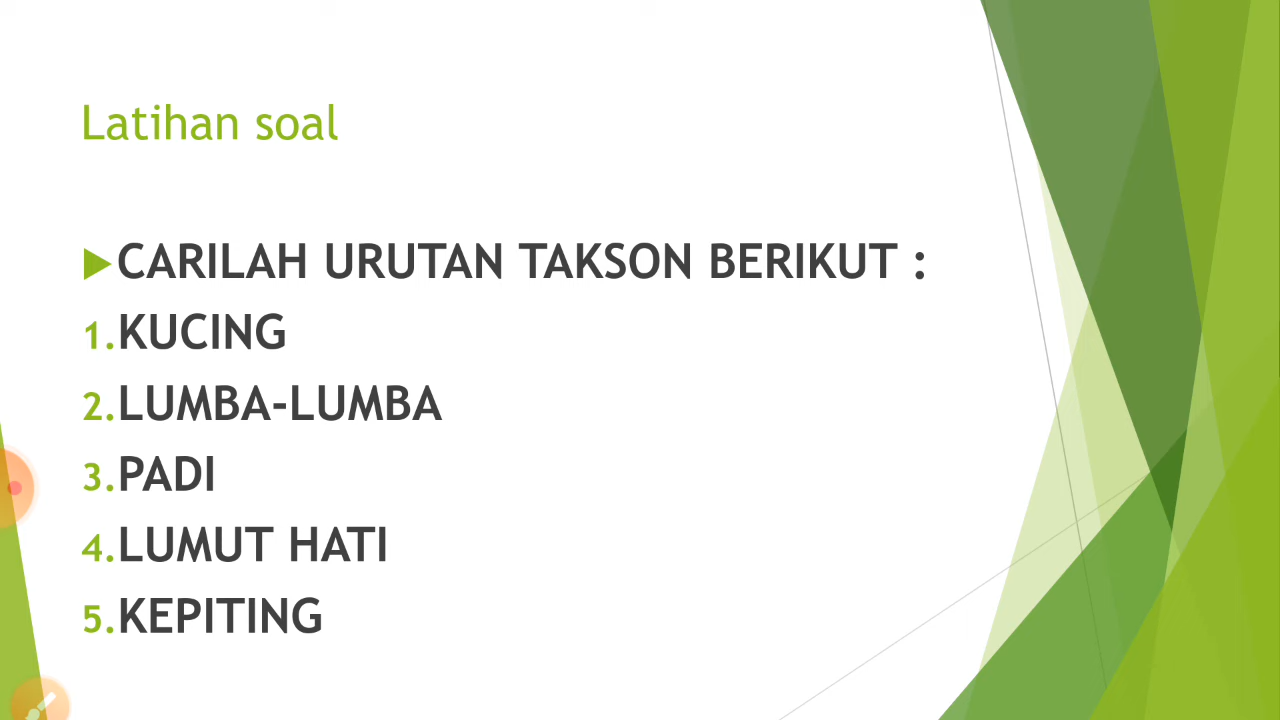 Latihan soal
CARILAH URUTAN TAKSON BERIKUT :
1.KUCING
2.LUMBA-LUMBA
3.PADI
4.LUMUT HATI
5.KEPITING